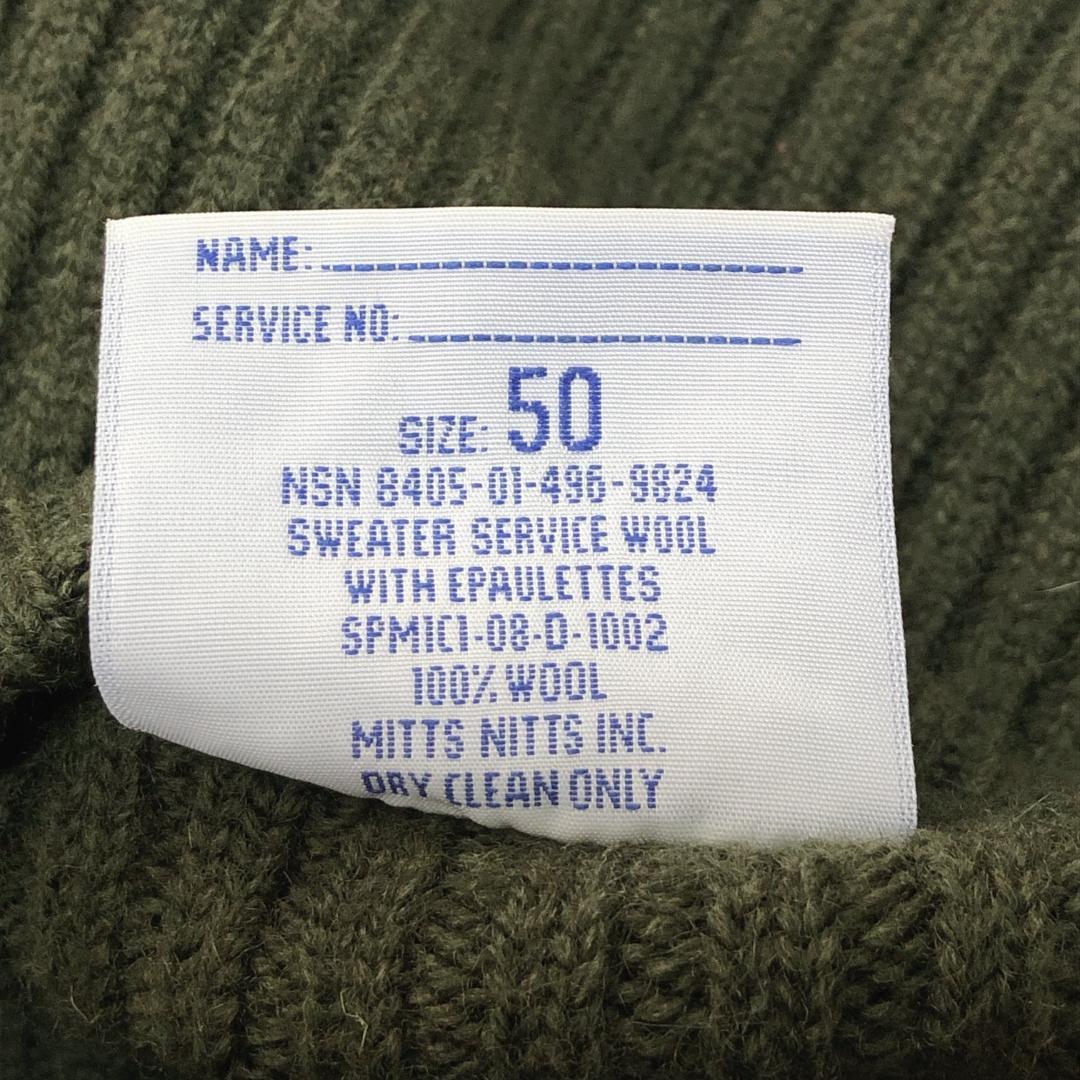 NAME:
SERVICE NO:
SIZE: 50
NSN 8405-01-496-9824
SWEATER SERVICE WOOL
WITH EPAULETTES
SPM1C1-08-D-1002
100% WOOL
MITTS NITTS INC.
DRY CLEAN ONLY